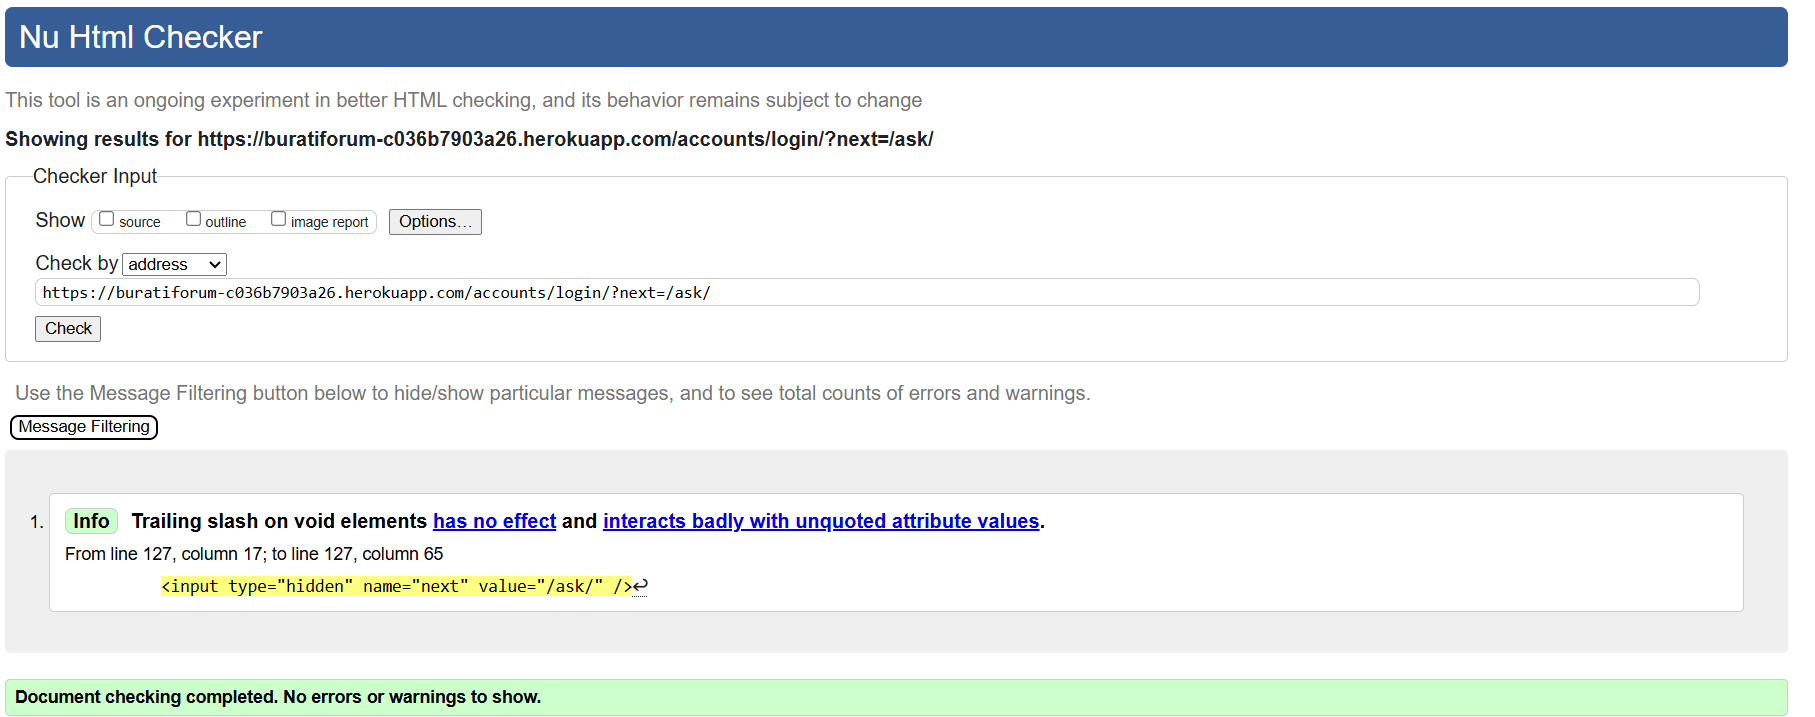 Nu Html Checker
This tool is an ongoing experiment in better HTML checking, and its behavior remains subject to change
Showing results for https://buratiforum-c036b7903a26.herokuapp.com/accounts/login/?next=/ask/
Checker Input
Show source outline image report Options…
Check by address
https://buratiforum-c036b7903a26.herokuapp.com/accounts/login/?next=/ask/
Check
Use the Message Filtering button below to hide/show particular messages, and to see total counts of errors and warnings.
Message Filtering
1. Info Trailing slash on void elements has no effect and interacts badly with unquoted attribute values.
From line 127, column 17; to line 127, column 65
<input type="hidden" name="next" value="/ask/" />↩
Document checking completed. No errors or warnings to show.